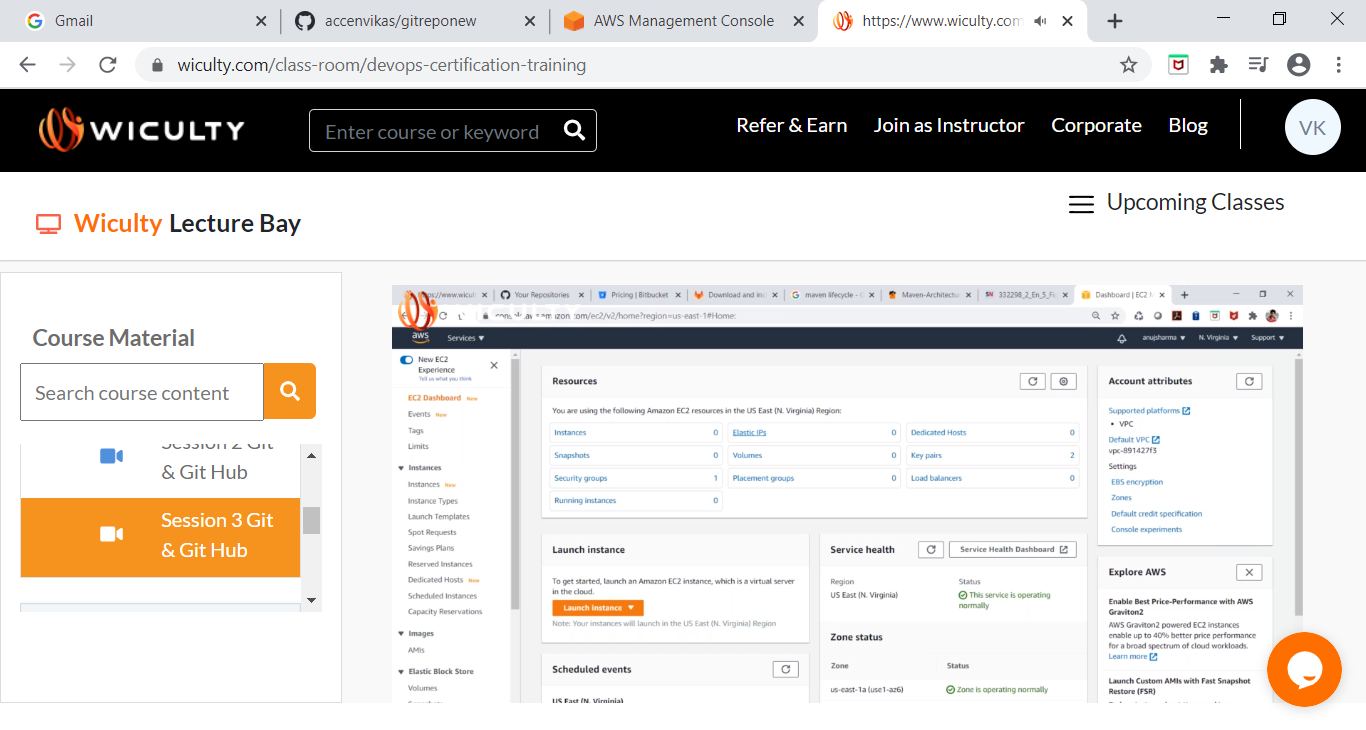 Gmail
accenvikas/gitreponew
AWS Management Console
https://www.wiculty.com
wiculty.com/class-room/devops-certification-training
WICULTY
Enter course or keyword
Refer & Earn
Join as Instructor
Corporate
Blog
VK
Wiculty Lecture Bay
Upcoming Classes
Course Material
Search course content
Session 2 Git
& Git Hub
Session 3 Git
& Git Hub
Your Repositories
Pricing | Bitbucket
Download and
maven lifecycle -
Maven-Architectu
332298_2_En_5_Fi
Dashboard | EC2
aws
Services
anujsharma
N. Virginia
Support
New EC2
Experience
Tell us what you think
EC2 Dashboard New
Events New
Tags
Limits
Instances
Instances New
Instance Types
Launch Templates
Spot Requests
Savings Plans
Reserved Instances
Dedicated Hosts New
Scheduled Instances
Capacity Reservations
Images
AMIs
Elastic Block Store
Volumes
Resources
You are using the following Amazon EC2 resources in the US East (N. Virginia) Region:
Instances 0
Elastic IPs 0
Dedicated Hosts 0
Snapshots 0
Volumes 0
Key pairs 2
Security groups 1
Placement groups 0
Load balancers 0
Running instances 0
Launch instance
To get started, launch an Amazon EC2 instance, which is a virtual server
in the cloud.
Launch instance
Note: Your instances will launch in the US East (N. Virginia) Region
Scheduled events
US East (N. Virginia)
Service health
Service Health Dashboard
Region
Status
US East (N. Virginia)
This service is operating
normally
Zone status
Zone
Status
us-east-1a (use1-az6)
Zone is operating normally
Account attributes
Supported platforms
• VPC
Default VPC
vpc-891427f3
Settings
EBS encryption
Zones
Default credit specification
Console experiments
Explore AWS
Enable Best Price-Performance with AWS
Graviton2
AWS Graviton2 powered EC2 instances
enable up to 40% better price performance
for a broad spectrum of cloud workloads.
Learn more
Launch Custom AMIs with Fast Snapshot
Restore (FSR)